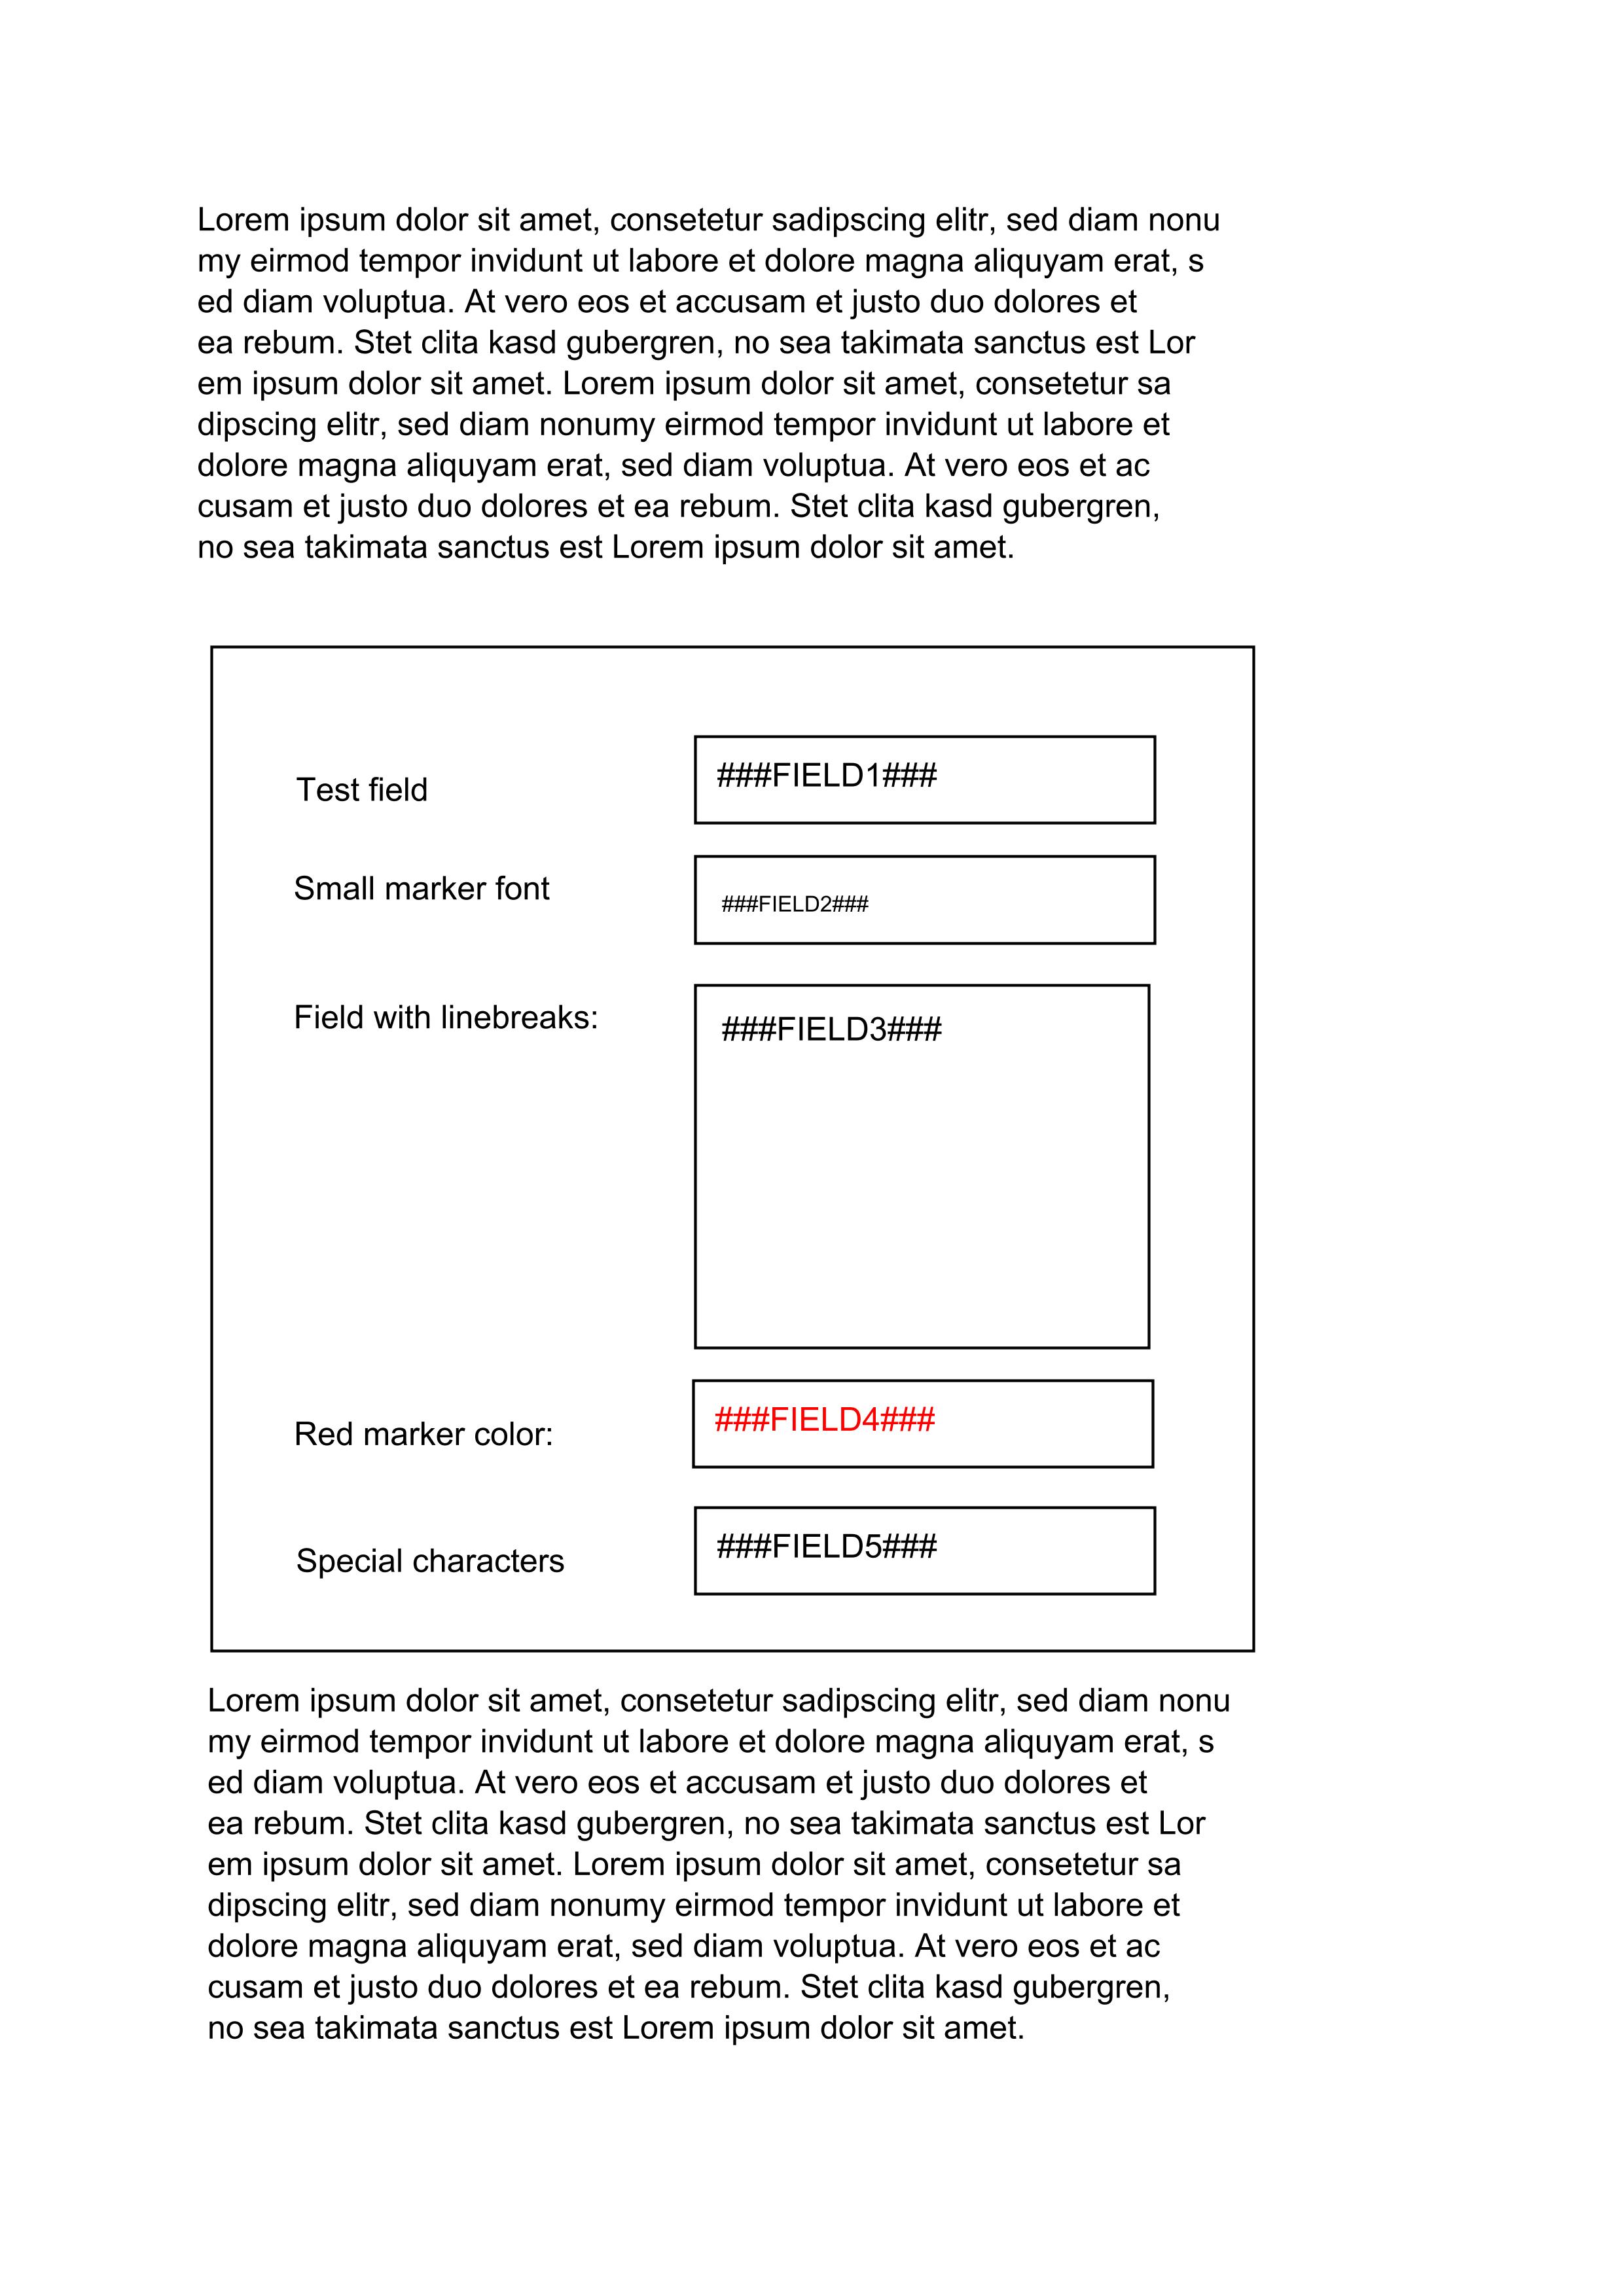 Lorem ipsum dolor sit amet, consetetur sadipscing elitr, sed diam nonu
my eirmod tempor invidunt ut labore et dolore magna aliquyam erat, s
ed diam voluptua. At vero eos et accusam et justo duo dolores et
ea rebum. Stet clita kasd gubergren, no sea takimata sanctus est Lor
em ipsum dolor sit amet. Lorem ipsum dolor sit amet, consetetur sa
dipscing elitr, sed diam nonumy eirmod tempor invidunt ut labore et
dolore magna aliquyam erat, sed diam voluptua. At vero eos et ac
cusam et justo duo dolores et ea rebum. Stet clita kasd gubergren,
no sea takimata sanctus est Lorem ipsum dolor sit amet.
Test field ###FIELD1###
Small marker font ###FIELD2###
Field with linebreaks: ###FIELD3###
Red marker color: ###FIELD4###
Special characters ###FIELD5###
Lorem ipsum dolor sit amet, consetetur sadipscing elitr, sed diam nonu
my eirmod tempor invidunt ut labore et dolore magna aliquyam erat, s
ed diam voluptua. At vero eos et accusam et justo duo dolores et
ea rebum. Stet clita kasd gubergren, no sea takimata sanctus est Lor
em ipsum dolor sit amet. Lorem ipsum dolor sit amet, consetetur sa
dipscing elitr, sed diam nonumy eirmod tempor invidunt ut labore et
dolore magna aliquyam erat, sed diam voluptua. At vero eos et ac
cusam et justo duo dolores et ea rebum. Stet clita kasd gubergren,
no sea takimata sanctus est Lorem ipsum dolor sit amet.